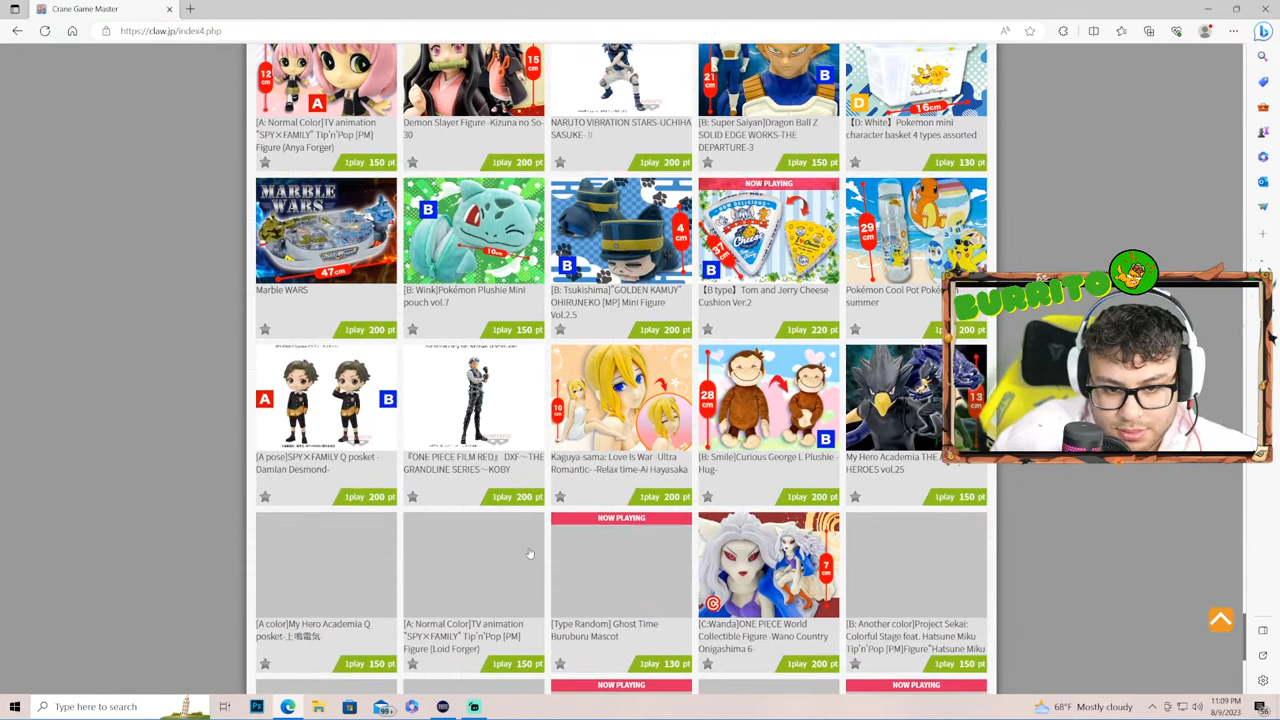 Crane Game Master
https://claw.jp/index4.php
12 cm
A
15 cm
21 cm
B
D
16cm
[A: Normal Color]TV animation
"SPY×FAMILY" Tip'n'Pop [PM]
Figure (Anya Forger)
1play 150 pt
Demon Slayer Figure -Kizuna no So-
30
1play 200 pt
NARUTO VIBRATION STARS-UCHIHA
SASUKE-Ⅱ
1play 200 pt
[B: Super Saiyan]Dragon Ball Z
SOLID EDGE WORKS-THE
DEPARTURE-3
1play 150 pt
【D: White】Pokemon mini
character basket 4 types assorted
1play 130 pt
MARBLE
WARS
47cm
B
10cm
B
4 cm
NOW PLAYING
Cheese
37 cm
B
29 cm
Marble WARS
1play 200 pt
[B: Wink]Pokémon Plushie Mini
pouch vol.7
1play 150 pt
[B: Tsukishima]"GOLDEN KAMUY"
OHIRUNEKO [MP] Mini Figure
Vol.2.5
1play 200 pt
【B type】Tom and Jerry Cheese
Cushion Ver.2
1play 220 pt
Pokémon Cool Pot Poké
summer
1play 200 pt
BURRITO
A
B
10 cm
28 cm
B
13 cm
[A pose]SPY×FAMILY Q posket -
Damian Desmond-
1play 200 pt
『ONE PIECE FILM RED』 DXF～THE
GRANDLINE SERIES～KOBY
1play 200 pt
Kaguya-sama: Love Is War -Ultra
Romantic- -Relax time-Ai Hayasaka
1play 200 pt
[B: Smile]Curious George L Plushie -
Hug-
1play 200 pt
My Hero Academia THE
HEROES vol.25
1play 150 pt
NOW PLAYING
C
7 cm
[A color]My Hero Academia Q
posket-上鳴電気-
1play 150 pt
[A: Normal Color]TV animation
"SPY×FAMILY" Tip'n'Pop [PM]
Figure (Loid Forger)
1play 150 pt
[Type Random] Ghost Time
Buruburu Mascot
1play 130 pt
[C:Wanda]ONE PIECE World
Collectible Figure -Wano Country
Onigashima 6-
1play 200 pt
[B: Another color]Project Sekai:
Colorful Stage feat. Hatsune Miku
Tip'n'Pop [PM]Figure"Hatsune Miku
1play 150 pt
NOW PLAYING
NOW PLAYING
Type here to search
99+
68°F Mostly cloudy
11:09 PM
8/9/2023